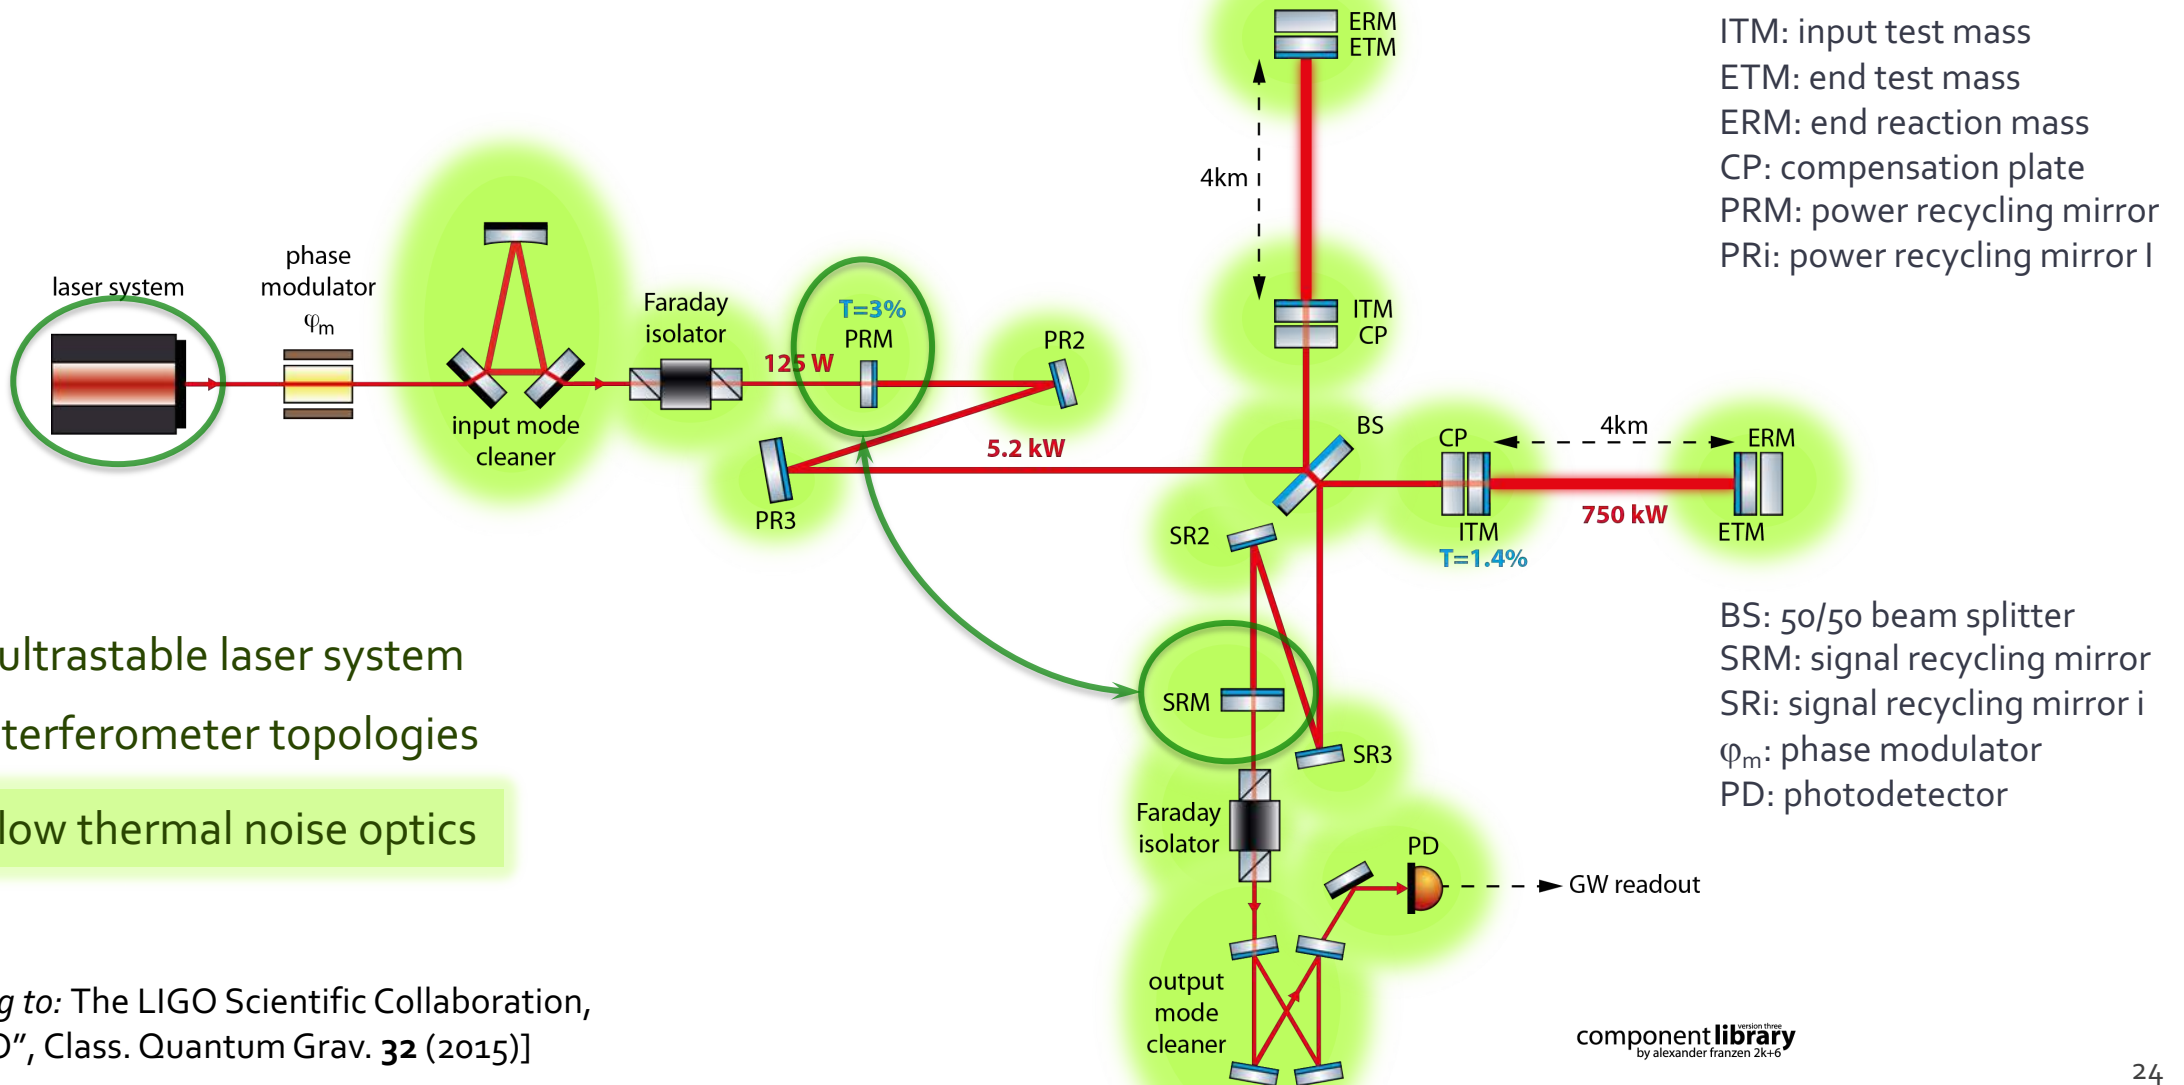 ERM
ETM
4km
ITM
CP
ITM: input test mass
ETM: end test mass
ERM: end reaction mass
CP: compensation plate
PRM: power recycling mirror
PRi: power recycling mirror I
laser system
phase
modulator
φm
input mode
cleaner
Faraday
isolator
125 W
T=3%
PRM
PR2
PR3
5.2 kW
BS
CP
4km
ERM
ITM
T=1.4%
750 kW
ETM
SR2
SRM
SR3
Faraday
isolator
PD
GW readout
output
mode
cleaner
BS: 50/50 beam splitter
SRM: signal recycling mirror
SRi: signal recycling mirror i
φm: phase modulator
PD: photodetector
ultrastable laser system
terferometer topologies
low thermal noise optics
g to: The LIGO Scientific Collaboration,
O”, Class. Quantum Grav. 32 (2015)]
version three
componentlibrary
by alexander franzen 2k+6
24